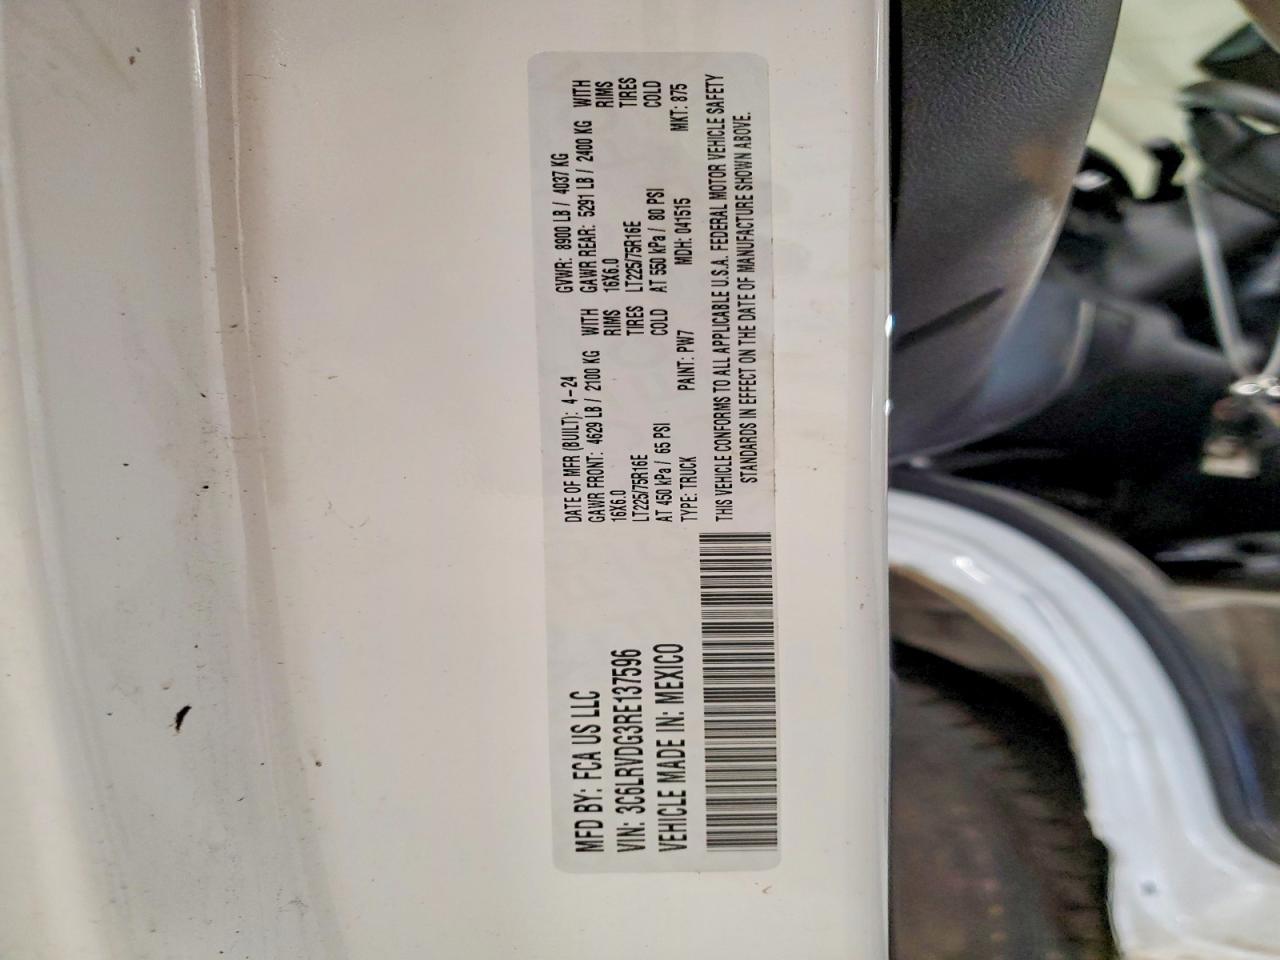 MFD BY: FCA US LLC
VIN: 3C6LRVDG3RE137596
VEHICLE MADE IN: MEXICO
DATE OF MFR (BUILT): 4-24 GVWR: 8900 LB / 4037 KG
GAWR FRONT: 4629 LB / 2100 KG WITH GAWR REAR: 5291 LB / 2400 KG WITH
16X6.0 RIMS 16X6.0 RIMS
LT225/75R16E TIRES LT225/75R16E TIRES
AT 450 kPa / 65 PSI COLD AT 550 kPa / 80 PSI COLD
TYPE: TRUCK PAINT: PW7 MDH: 041515 MKT: 875
THIS VEHICLE CONFORMS TO ALL APPLICABLE U.S.A. FEDERAL MOTOR VEHICLE SAFETY
STANDARDS IN EFFECT ON THE DATE OF MANUFACTURE SHOWN ABOVE.